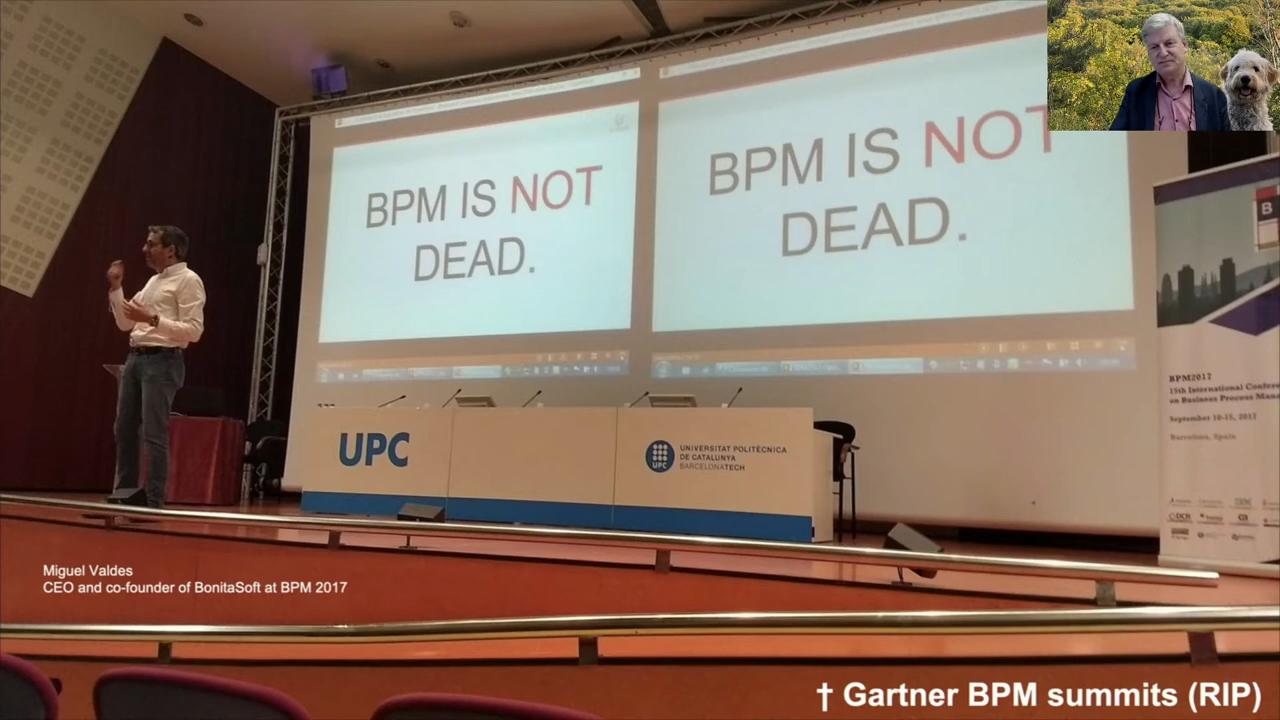 BPM IS NOT
DEAD.
BPM IS NOT
DEAD.
UPC
UPC
UNIVERSITAT POLITÈCNICA
DE CATALUNYA
BARCELONATECH
B
BPM2017
15th International
on Business Process
September 10-15, 2017
Barcelona, Spain
Miguel Valdes
CEO and co-founder of BonitaSoft at BPM 2017
† Gartner BPM summits (RIP)